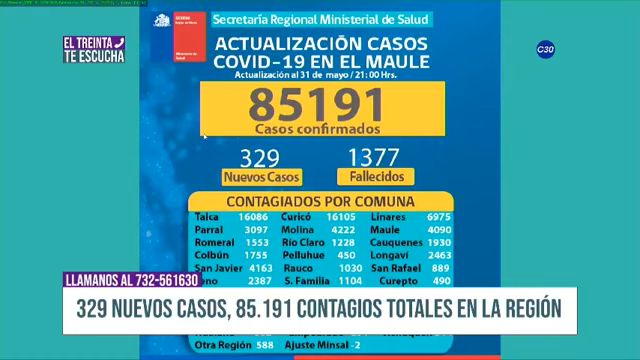 EL TREINTA
TE ESCUCHA
Secretaría Regional Ministerial de Salud
ACTUALIZACIÓN CASOS
COVID-19 EN EL MAULE
Actualización al 31 de mayo / 21:00 Hrs.
C30
85191
Casos confirmados
329
Nuevos Casos
1377
Fallecidos
CONTAGIADOS POR COMUNA
Talca 16086 Curicó 16105 Linares 6975
Parral 3097 Molina 4222 Maule 4090
Romeral 1553 Río Claro 1228 Cauquenes 1930
Colbún 1755 Pelluhue 450 Longaví 2463
San Javier 4163 Rauco 1030 San Rafael 889
2387 S. Familia 1104 Curepto 490
LLAMANOS AL 732-561630
329 NUEVOS CASOS, 85.191 CONTAGIOS TOTALES EN LA REGIÓN
Otra Región 588 Ajuste Minsal -2